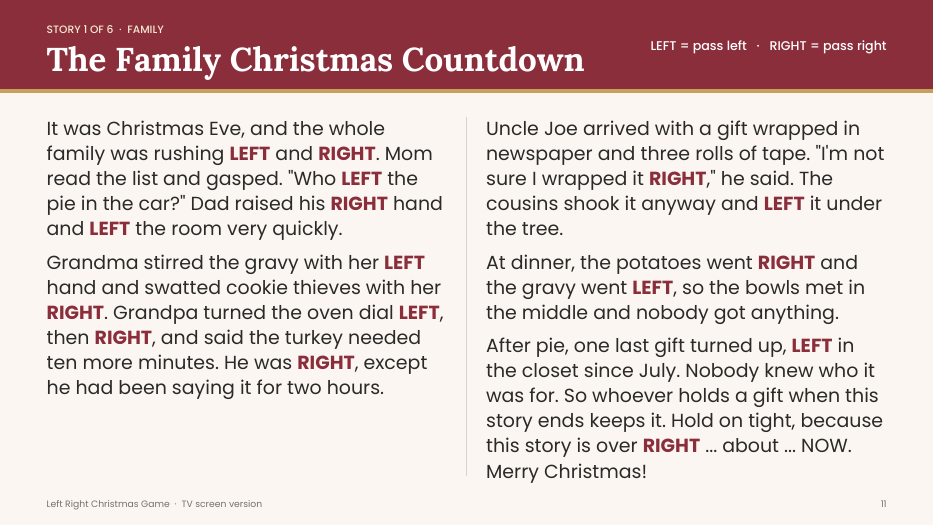 STORY 1 OF 6 · FAMILY
The Family Christmas Countdown
LEFT = pass left · RIGHT = pass right
It was Christmas Eve, and the whole
family was rushing LEFT and RIGHT. Mom
read the list and gasped. "Who LEFT the
pie in the car?" Dad raised his RIGHT hand
and LEFT the room very quickly.
Grandma stirred the gravy with her LEFT
hand and swatted cookie thieves with her
RIGHT. Grandpa turned the oven dial LEFT,
then RIGHT, and said the turkey needed
ten more minutes. He was RIGHT, except
he had been saying it for two hours.
Uncle Joe arrived with a gift wrapped in
newspaper and three rolls of tape. "I'm not
sure I wrapped it RIGHT," he said. The
cousins shook it anyway and LEFT it under
the tree.
At dinner, the potatoes went RIGHT and
the gravy went LEFT, so the bowls met in
the middle and nobody got anything.
After pie, one last gift turned up, LEFT in
the closet since July. Nobody knew who it
was for. So whoever holds a gift when this
story ends keeps it. Hold on tight, because
this story is over RIGHT ... about ... NOW.
Merry Christmas!
Left Right Christmas Game · TV screen version
11